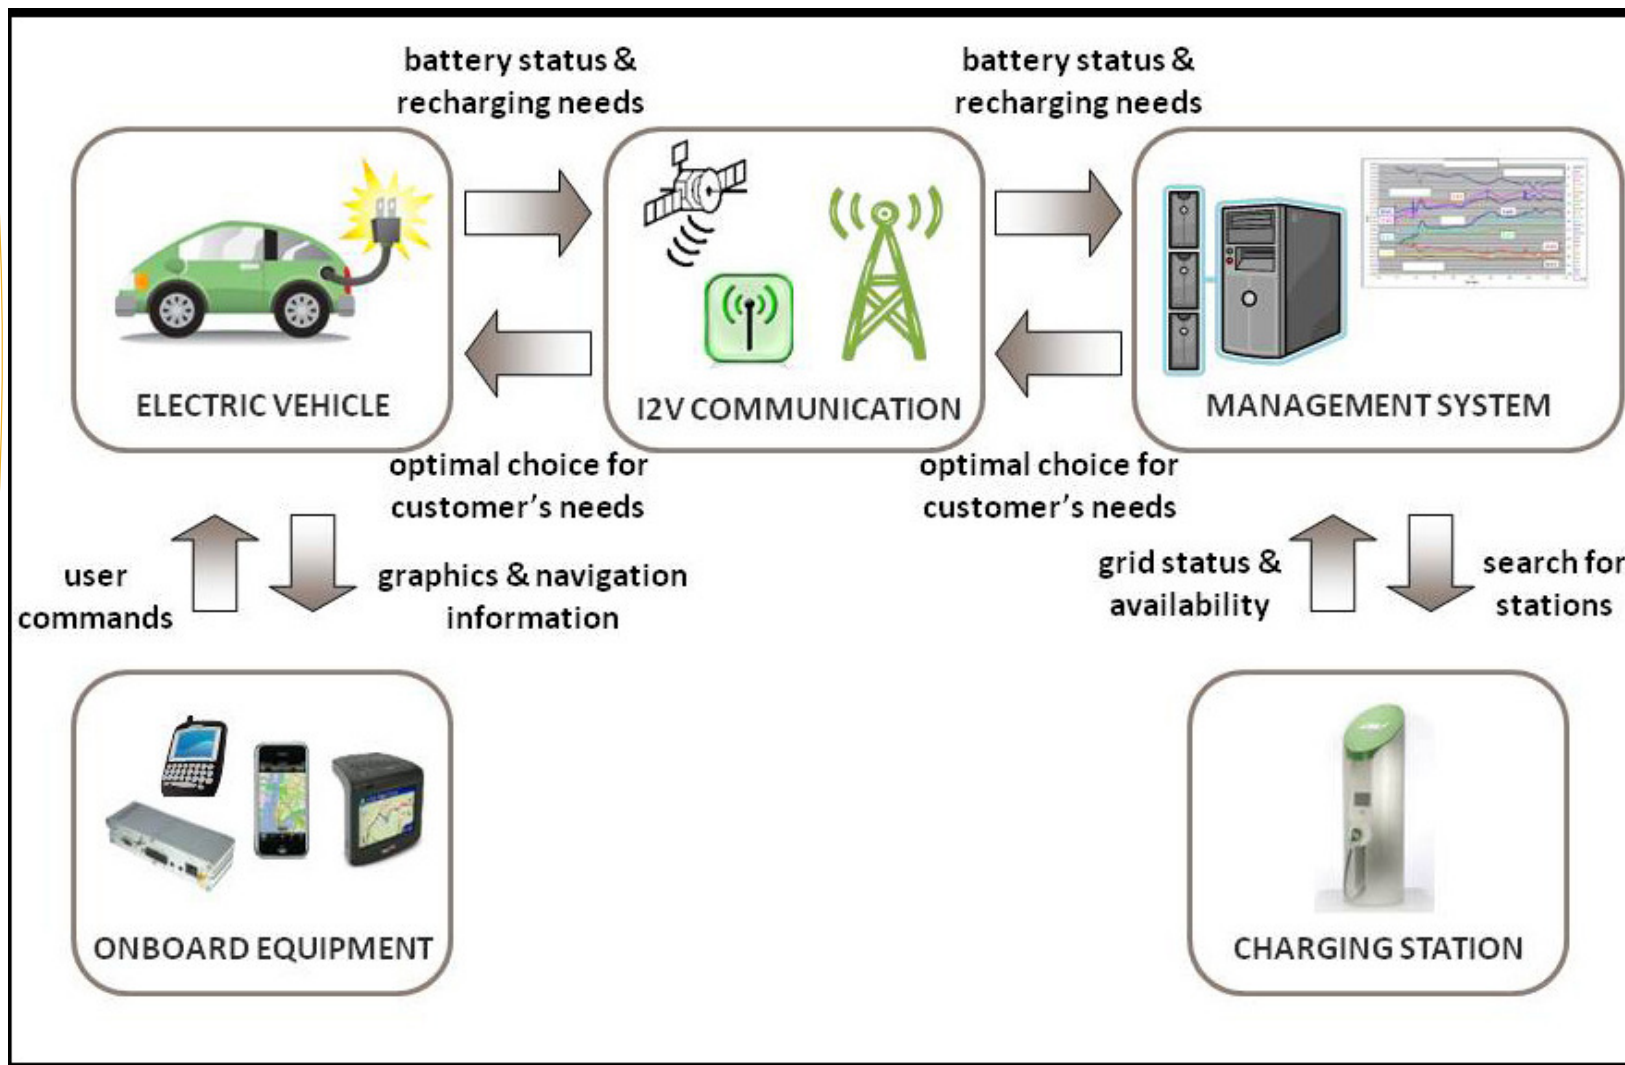 battery status &
recharging needs
battery status &
recharging needs
ELECTRIC VEHICLE
I2V COMMUNICATION
MANAGEMENT SYSTEM
optimal choice for
customer's needs
optimal choice for
customer's needs
user
commands
graphics & navigation
information
grid status &
availability
search for
stations
ONBOARD EQUIPMENT
CHARGING STATION